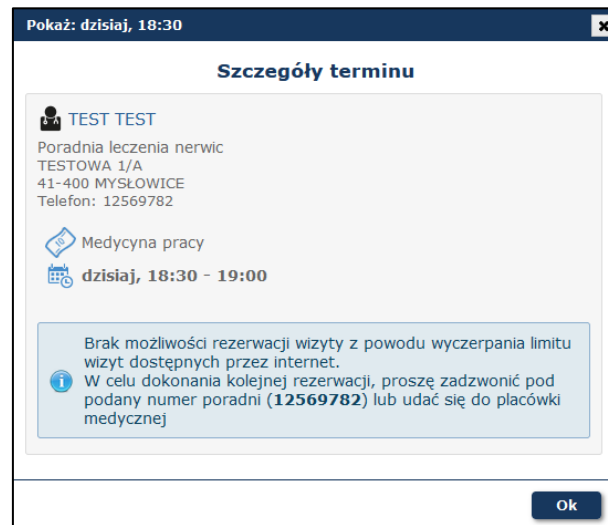 Pokaż: dzisiaj, 18:30
Szczegóły terminu
TEST TEST
Poradnia leczenia nerwic
TESTOWA 1/A
41-400 MYSŁOWICE
Telefon: 12569782
Medycyna pracy
dzisiaj, 18:30 - 19:00
Brak możliwości rezerwacji wizyty z powodu wyczerpania limitu
wizyt dostępnych przez internet.
W celu dokonania kolejnej rezerwacji, proszę zadzwonić pod
podany numer poradni (12569782) lub udać się do placówki
medycznej
Ok